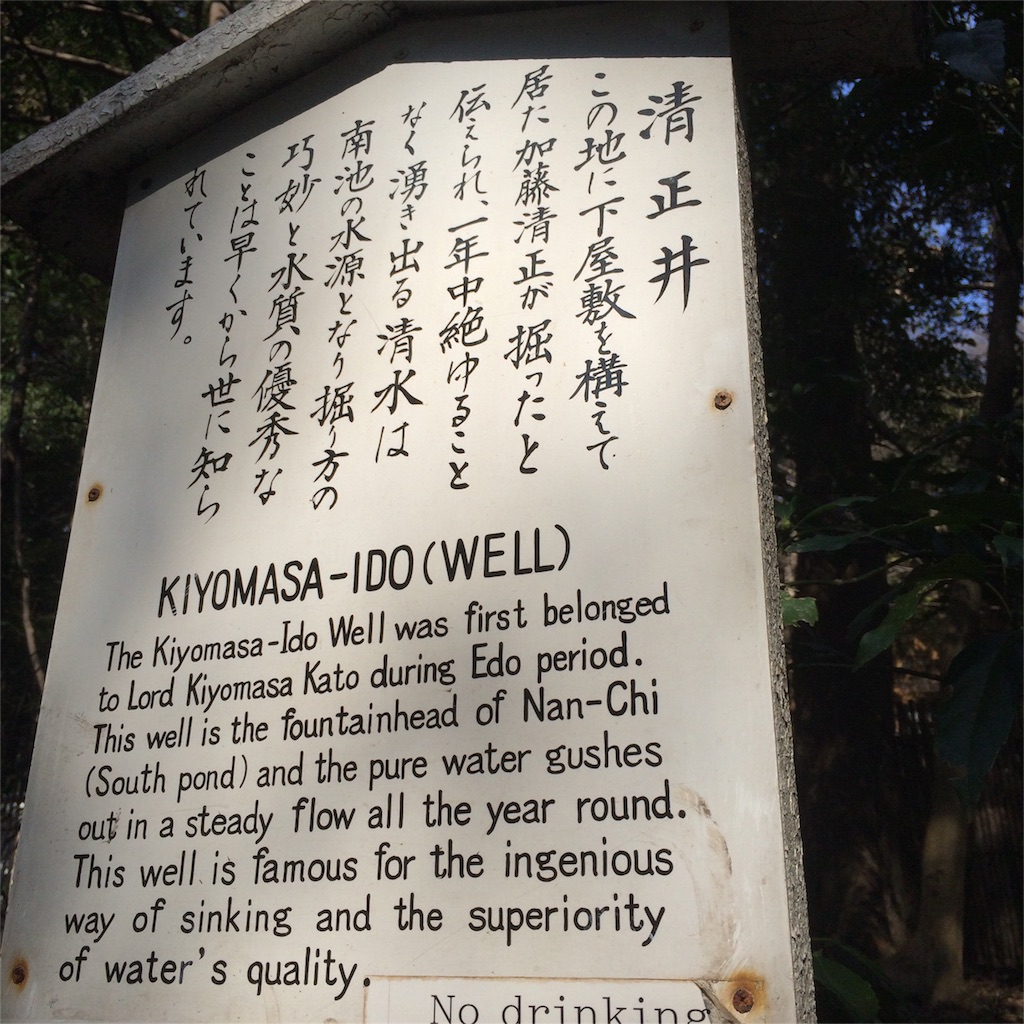 清正井
この地に下屋敷を構えて
居た加藤清正が掘ったと
伝えられ、一年中絶ゆること
なく湧き出る清水は
南池の水源となり掘り方の
巧妙と水質の優秀な
ことは早くから世に知ら
れています。
KIYOMASA-IDO (WELL)
The Kiyomasa-Ido Well was first belonged
to Lord Kiyomasa Kato during Edo period.
This well is the fountainhead of Nan-Chi
(South pond) and the pure water gushes
out in a steady flow all the year round.
This well is famous for the ingenious
way of sinking and the superiority
of water's quality.
No drinking